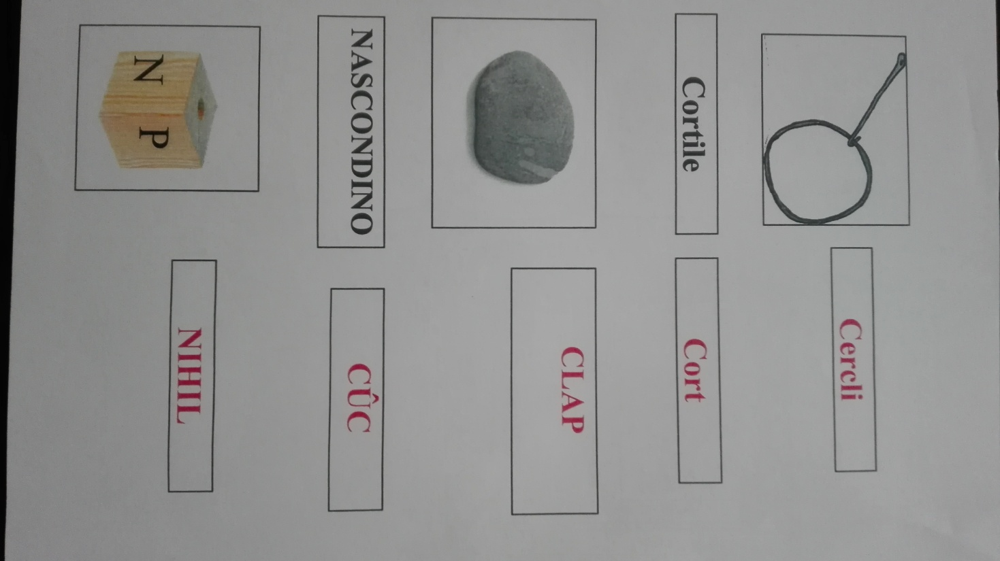 Cercli
Cortile
Cort
CLAP
NASCONDINO
CÛC
N P
NIHIL